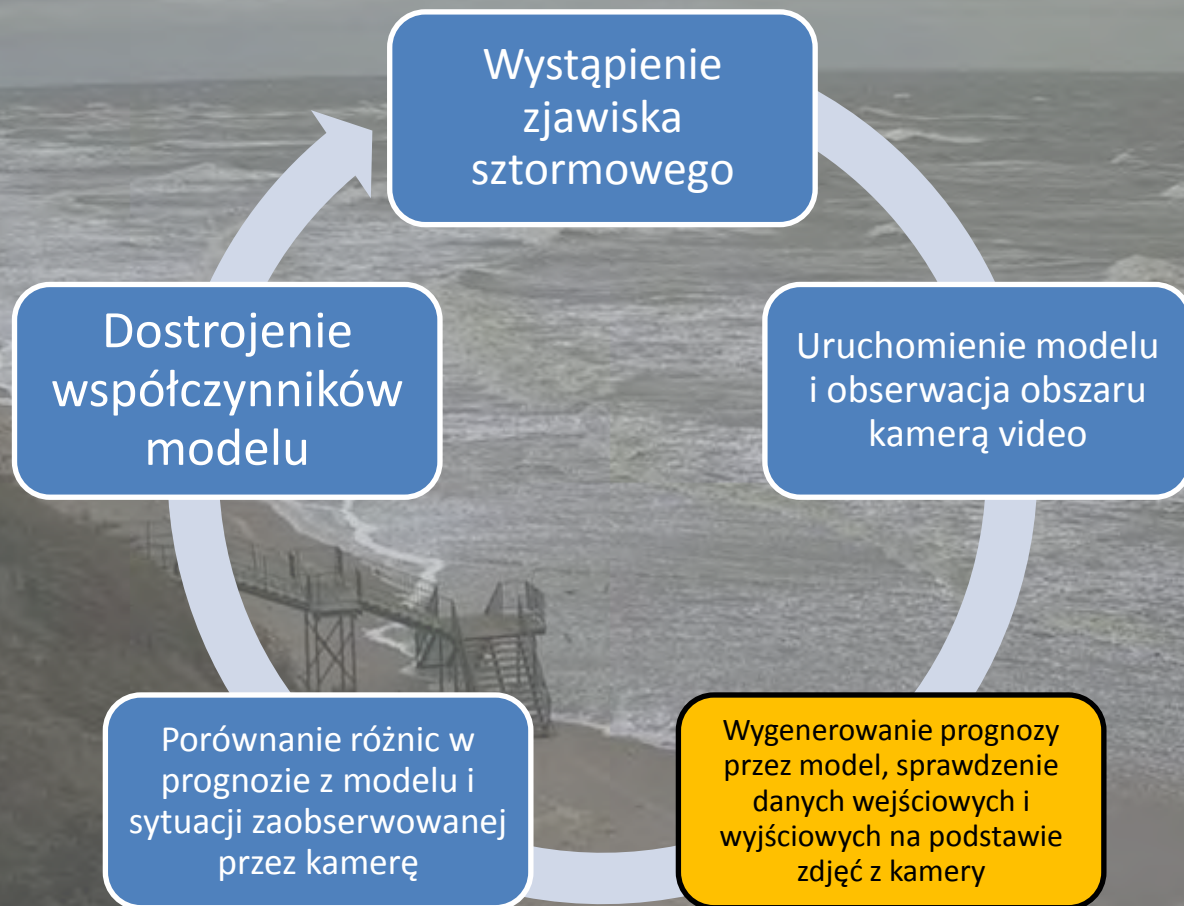 Wystąpienie
zjawiska
sztormowego
Uruchomienie modelu
i obserwacja obszaru
kamerą video
Wygenerowanie prognozy
przez model, sprawdzenie
danych wejściowych i
wyjściowych na podstawie
zdjęć z kamery
Porównanie różnic w
prognozie z modelu i
sytuacji zaobserwowanej
przez kamerę
Dostrojenie
współczynników
modelu